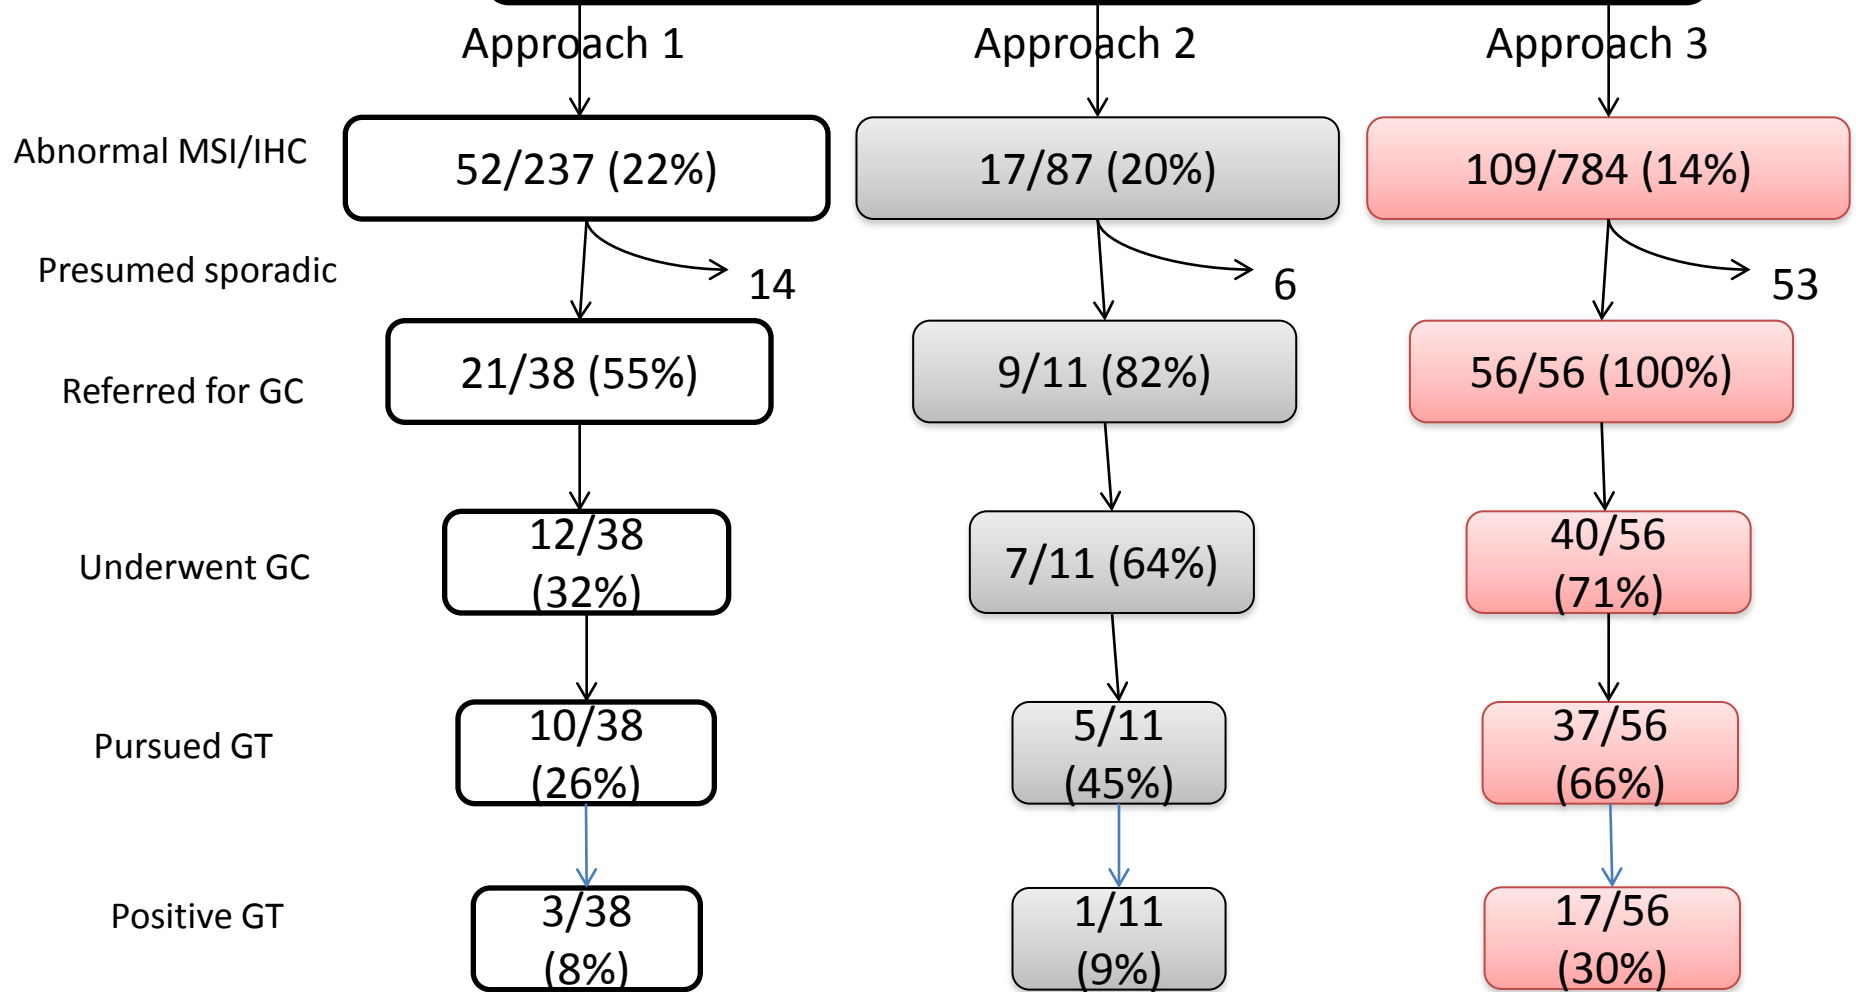 Approach 1
Approach 2
Approach 3
Abnormal MSI/IHC
52/237 (22%)
17/87 (20%)
109/784 (14%)
Presumed sporadic
14
6
53
Referred for GC
21/38 (55%)
9/11 (82%)
56/56 (100%)
Underwent GC
12/38
(32%)
7/11 (64%)
40/56
(71%)
Pursued GT
10/38
(26%)
5/11
(45%)
37/56
(66%)
Positive GT
3/38
(8%)
1/11
(9%)
17/56
(30%)